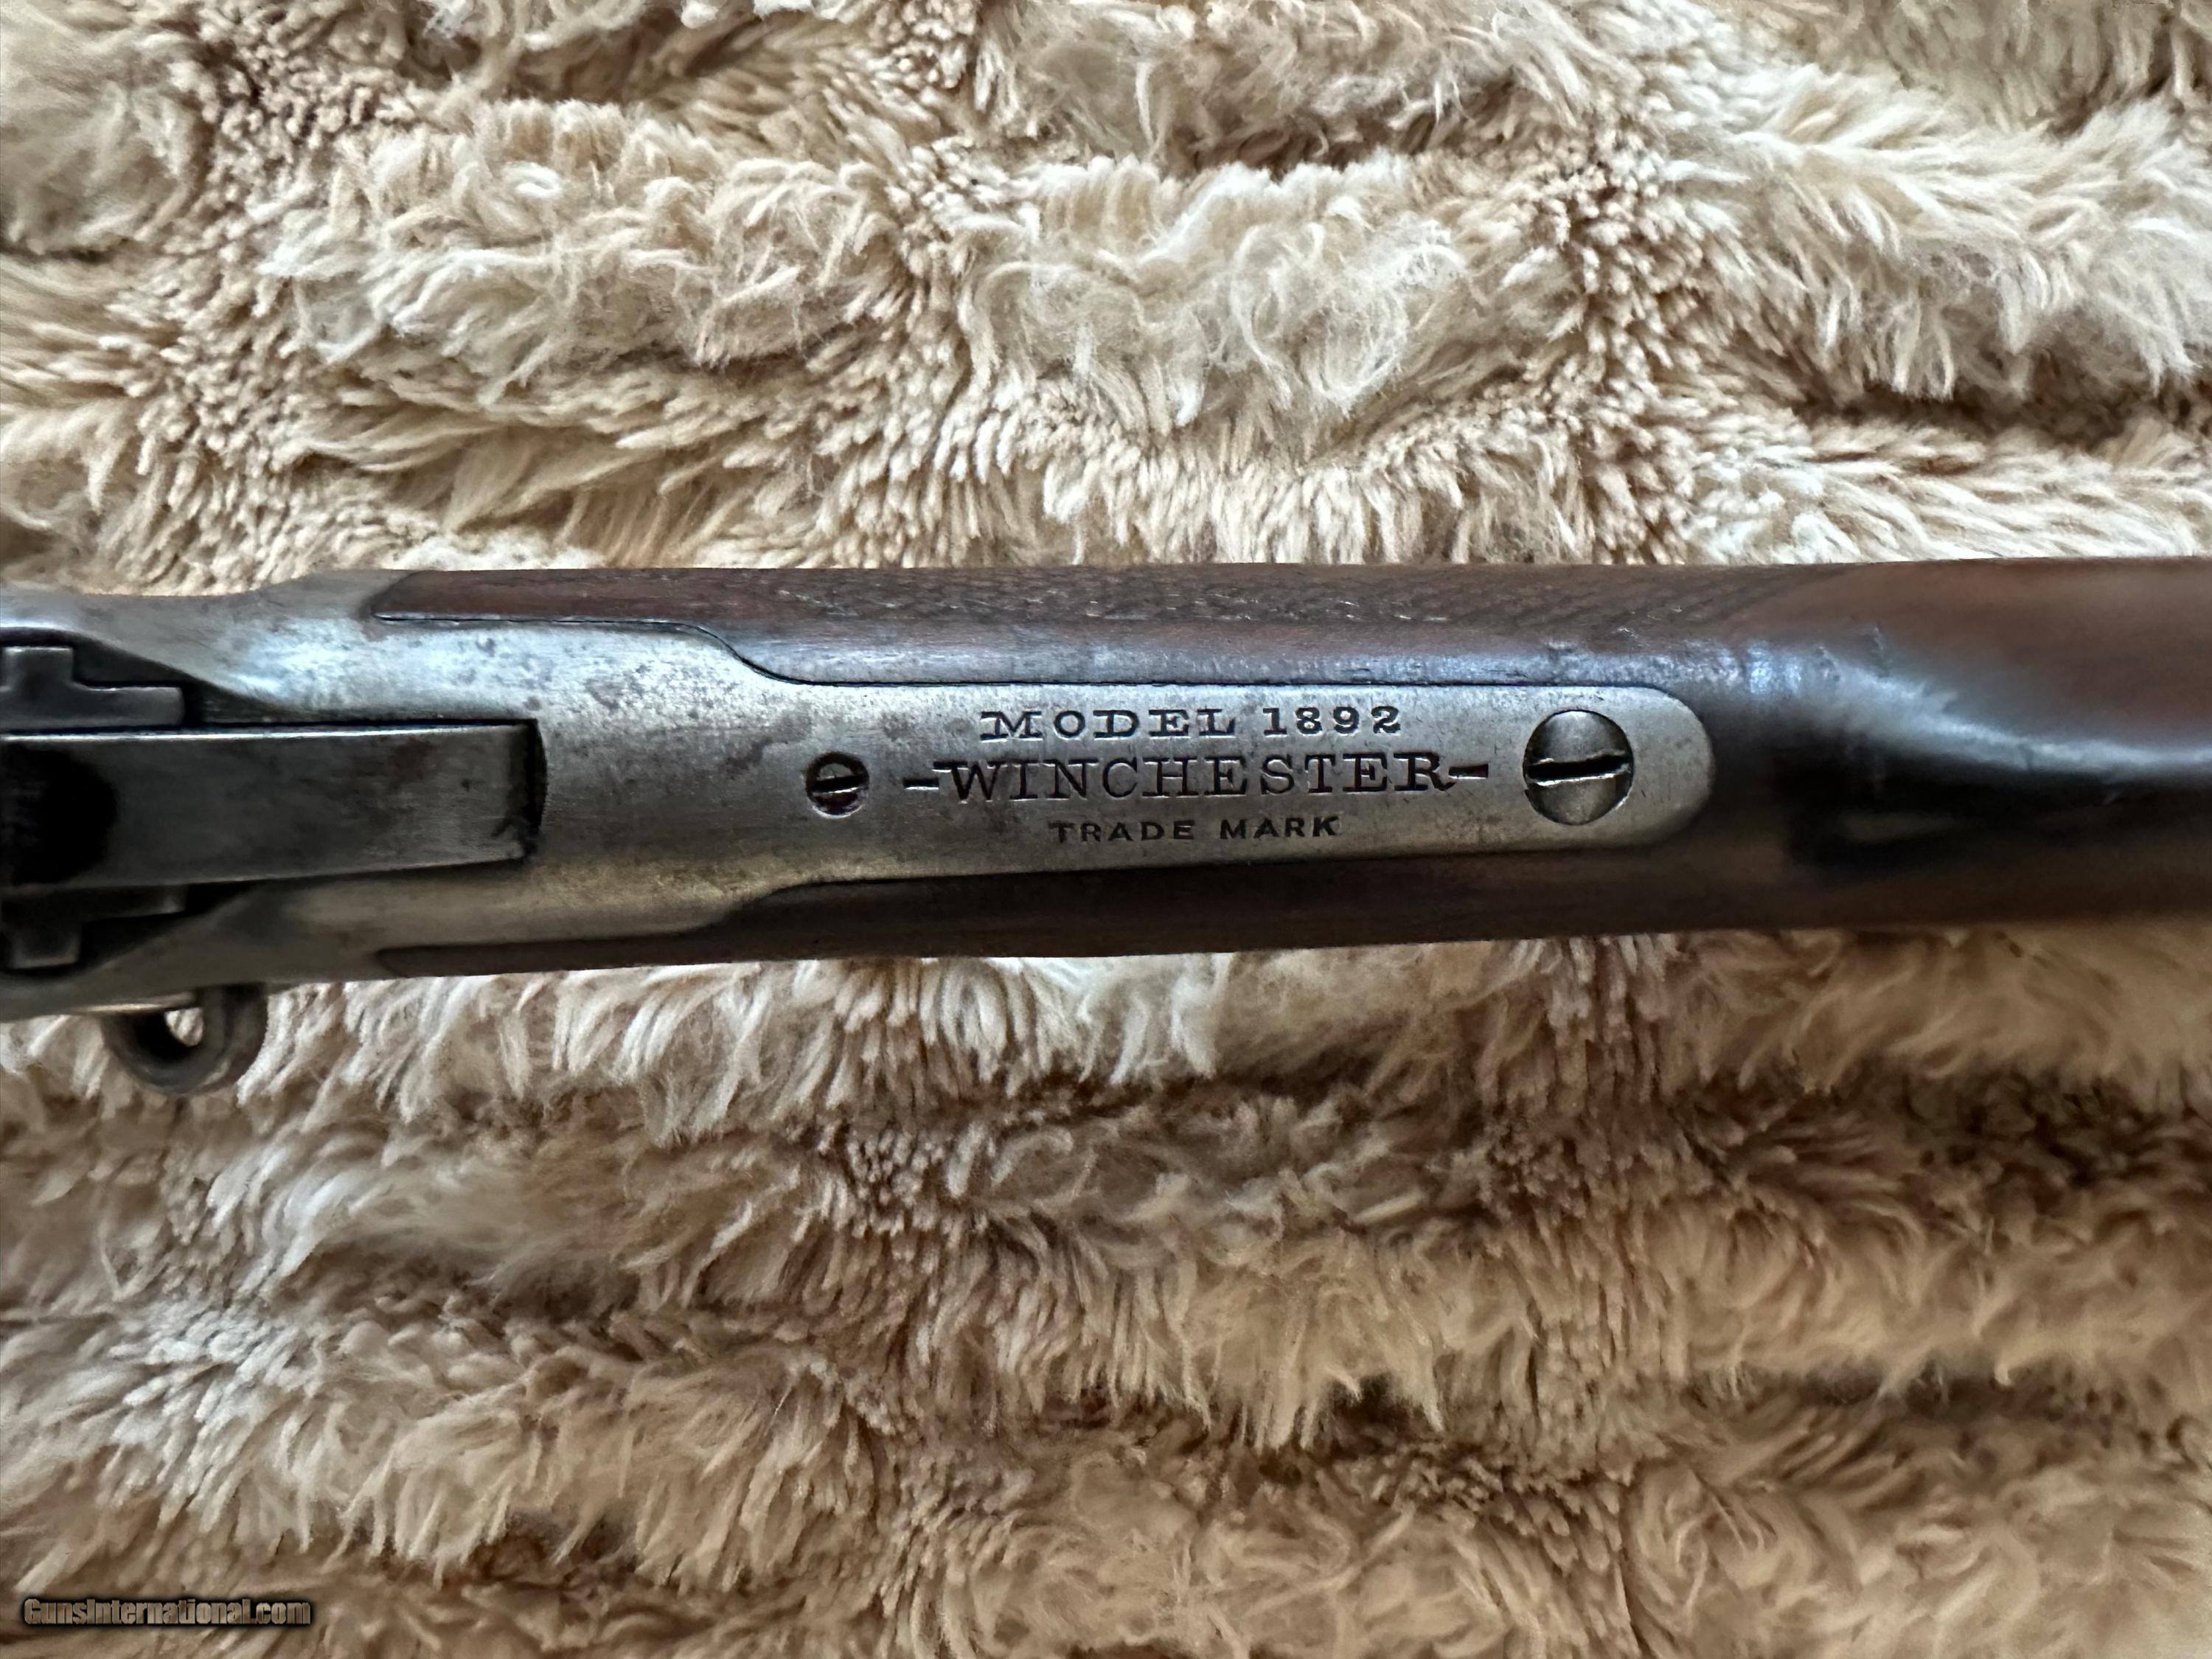 MODEL 1892
-WINCHESTER-
TRADE MARK
GunsInternational.com